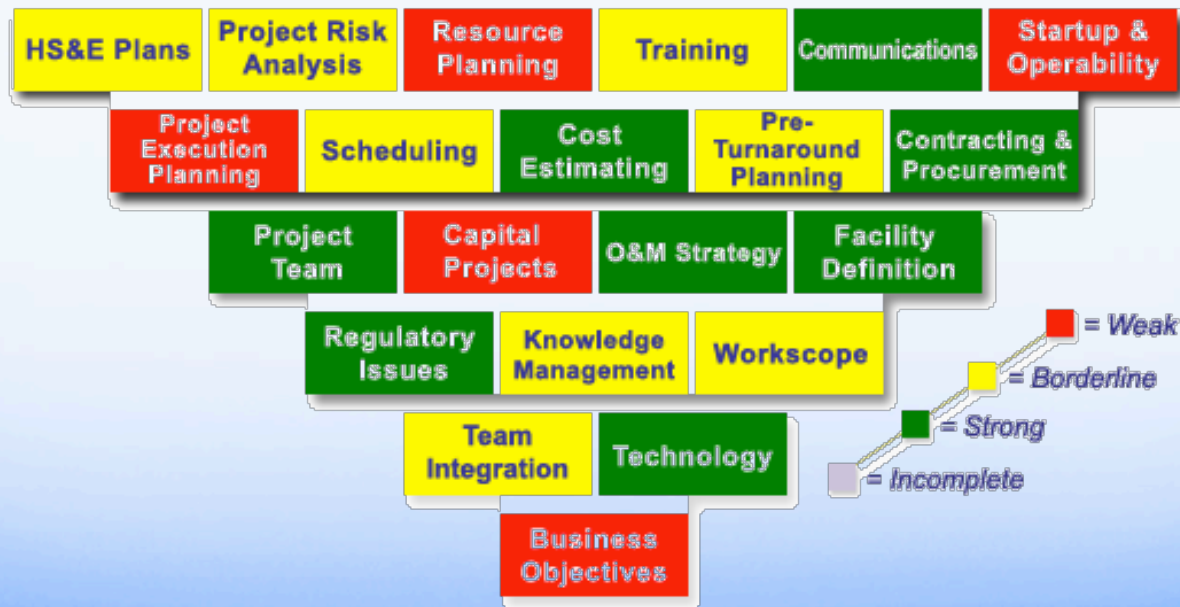 HS&E Plans
Project Risk
Analysis
Resource
Planning
Training
Communications
Startup &
Operability
Project
Execution
Planning
Scheduling
Cost
Estimating
Pre-
Turnaround
Planning
Contracting &
Procurement
Project
Team
Capital
Projects
O&M Strategy
Facility
Definition
Regulatory
Issues
Knowledge
Management
Workscope
Team
Integration
Technology
Business
Objectives
= Weak
= Borderline
= Strong
= Incomplete